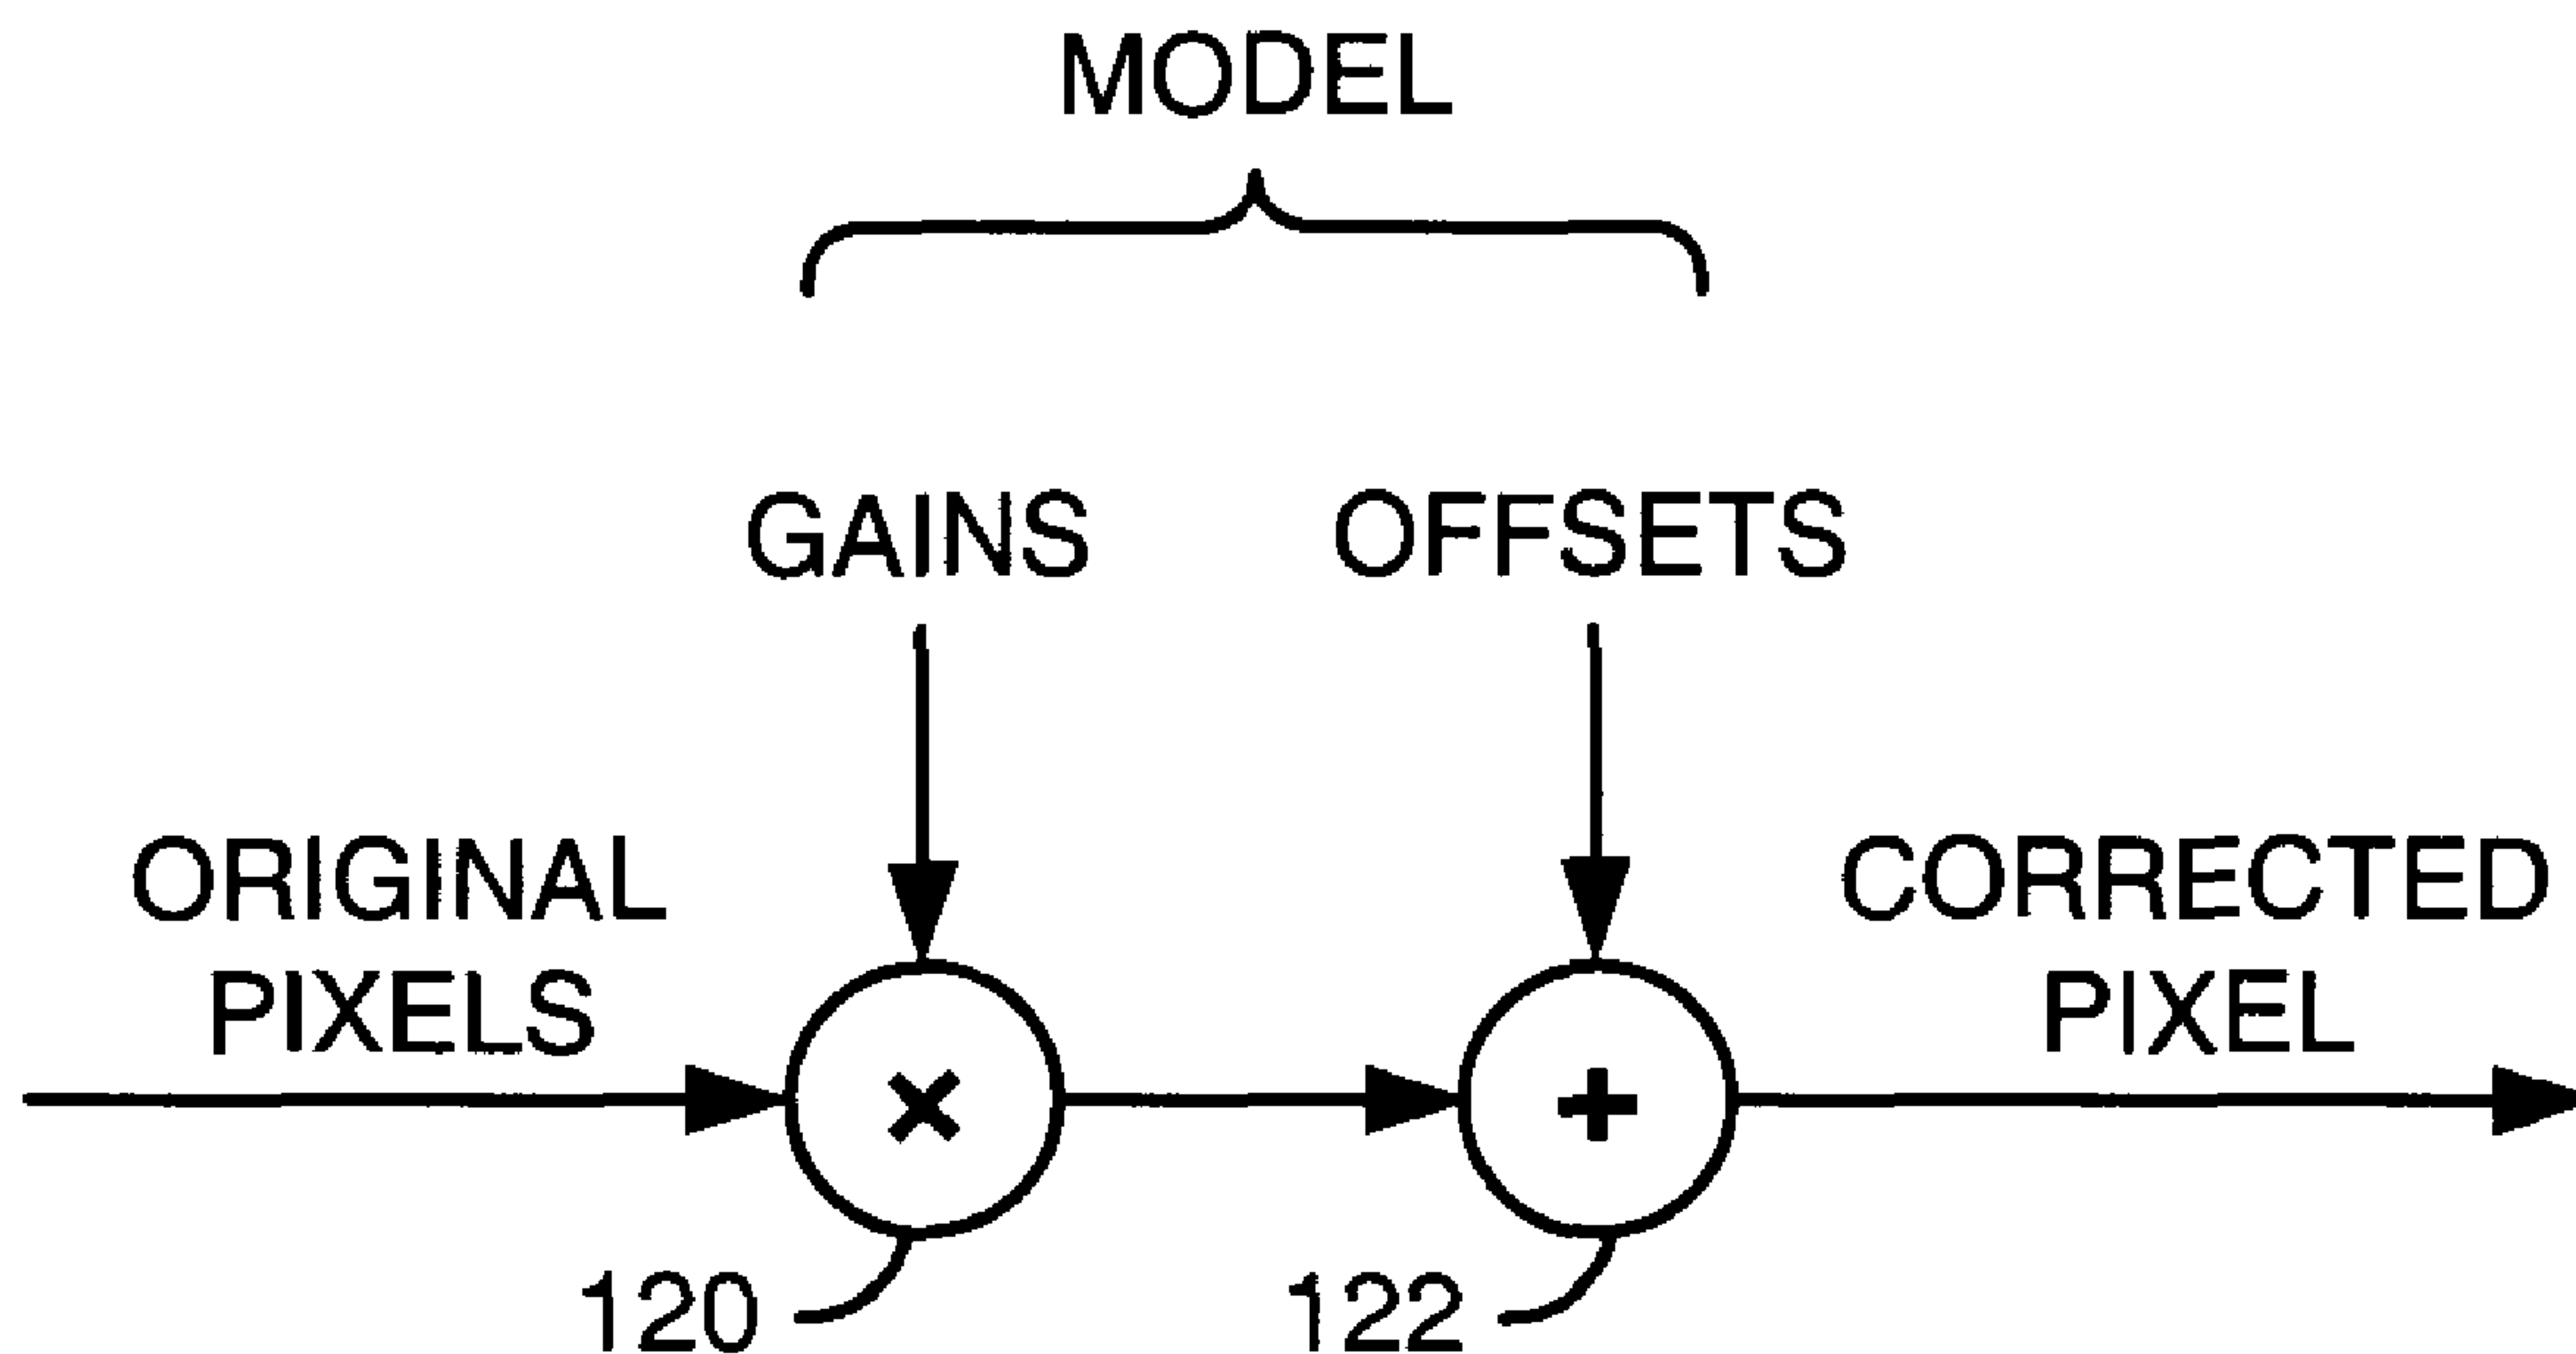 MODEL
GAINS
OFFSETS
ORIGINAL
PIXELS
×
+
CORRECTED
PIXEL
120
122